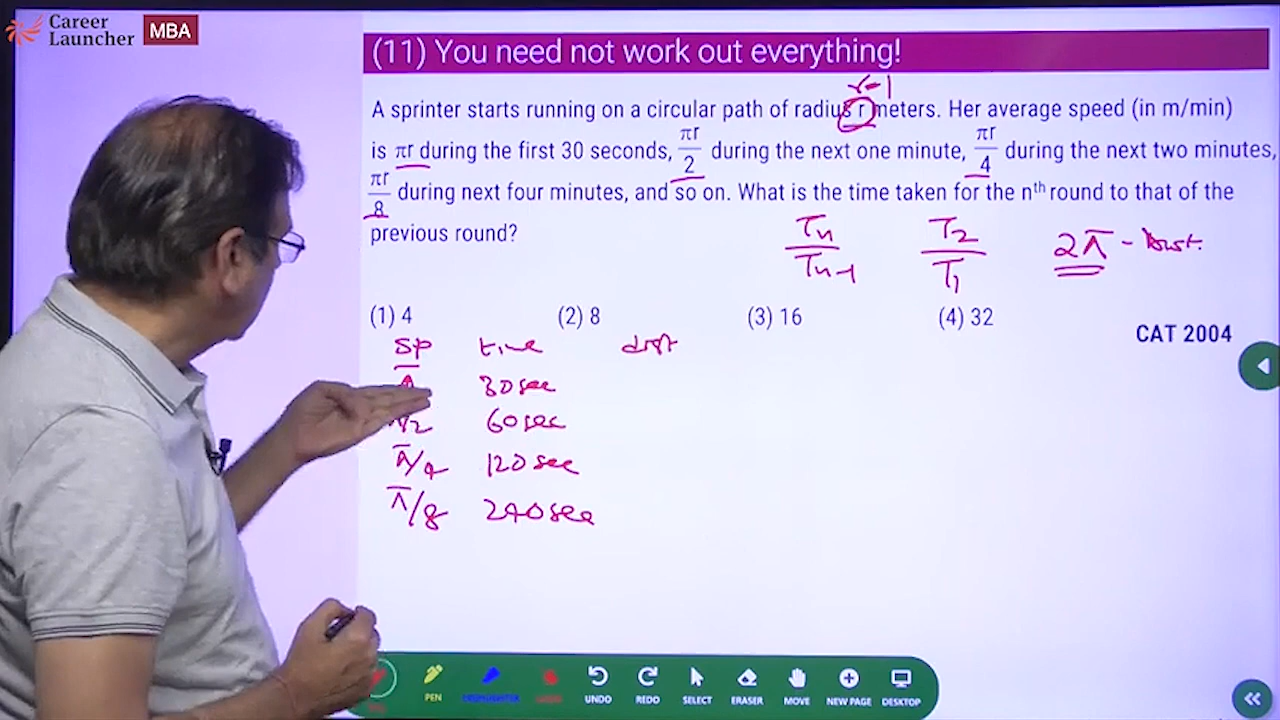 Career
Launcher MBA
(11) You need not work out everything!
r=1
A sprinter starts running on a circular path of radius r meters. Her average speed (in m/min)
is πr during the first 30 seconds, πr/2 during the next one minute, πr/4 during the next two minutes,
πr/8 during next four minutes, and so on. What is the time taken for the nᵗʰ round to that of the
previous round?
Tn/Tn-1 T2/T1 2π - Dist.
(1) 4 (2) 8 (3) 16 (4) 32
CAT 2004
SP time dist
π 30 sec
π/2 60 sec
π/4 120 sec
π/8 240 sec
PEN HIGHLIGHTER UNDO REDO SELECT ERASER MOVE NEW PAGE DESKTOP